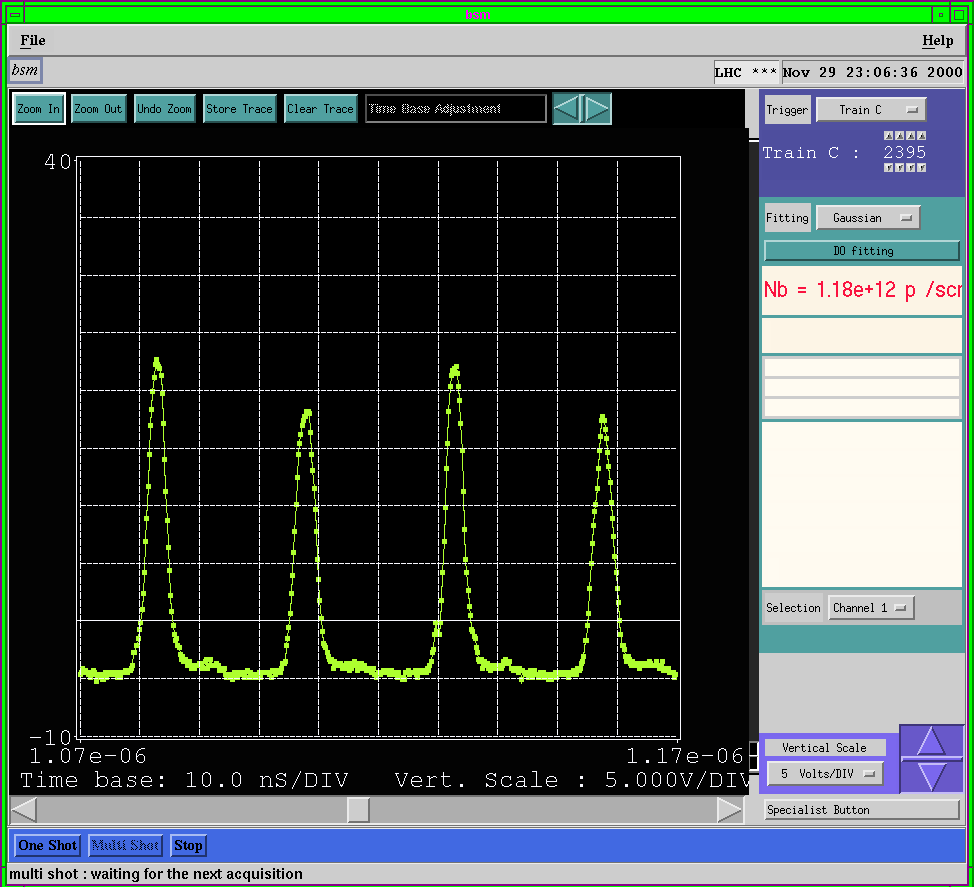 bsm
File Help
bsm
LHC *** Nov 29 23:06:36 2000
Zoom In Zoom Out Undo Zoom Store Trace Clear Trace Time Base Adjustment
Trigger Train C
Train C : 2395
Fitting Gaussian
DO fitting
Nb = 1.18e+12 p /scr
40
-10
1.07e-06 1.17e-06
Time base: 10.0 nS/DIV Vert. Scale : 5.000V/DIV
Selection Channel 1
Vertical Scale
5 Volts/DIV
Specialist Button
One Shot Multi Shot Stop
multi shot : waiting for the next acquisition